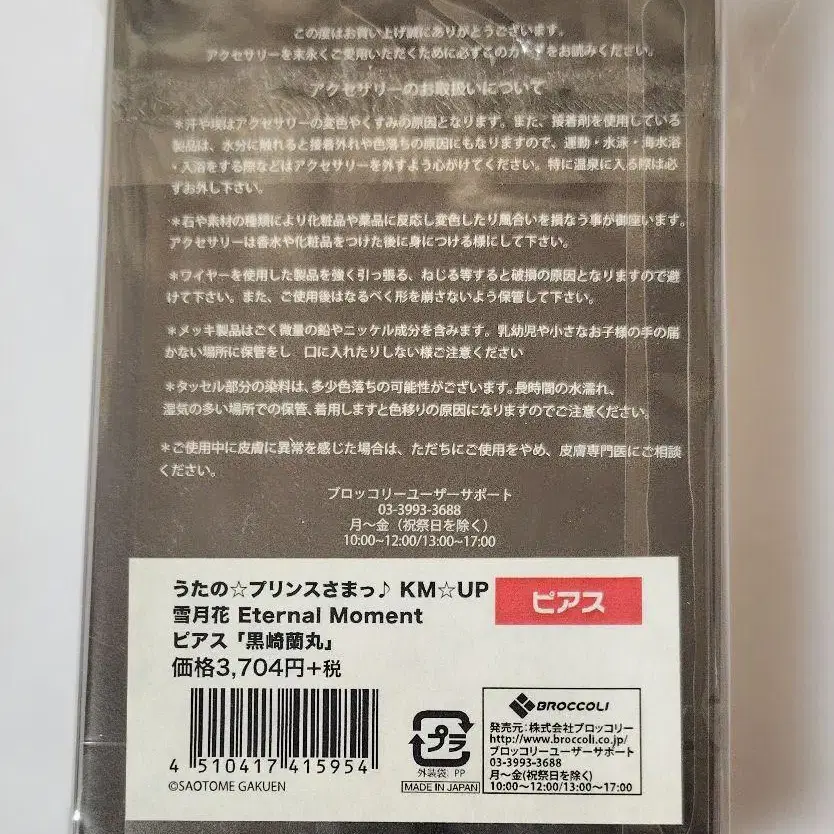 この度はお買い上げ誠にありがとうございます。
アクセサリーを末永くご愛用いただくために必ずこのカードをお読みください。
アクセサリーのお取扱いについて
＊汗や埃はアクセサリーの変色やくすみの原因となります。また、接着剤を使用している
製品は、水分に触れると接着外れや色落ちの原因にもなりますので、運動・水泳・海水浴
・入浴をする際などはアクセサリーを外すよう心がけてください。特に温泉に入る際は必
ずお外し下さい。
＊石や素材の種類により化粧品や薬品に反応し変色したり風合いを損なう事が御座います。
アクセサリーは香水や化粧品をつけた後に身につける様にして下さい。
＊ワイヤーを使用した製品を強く引っ張る、ねじる等すると破損の原因となりますので避
けて下さい。また、ご使用後はなるべく形を崩さないよう保管して下さい。
＊メッキ製品はごく微量の鉛やニッケル成分を含みます。乳幼児や小さなお子様の手の届
かない場所に保管をし 口に入れたりしない様ご注意ください
＊タッセル部分の染料は、多少色落ちの可能性がございます。長時間の水濡れ、
湿気の多い場所での保管、着用しますと色移りの原因になりますのでご注意ください。
＊ご使用中に皮膚に異常を感じた場合は、ただちにご使用をやめ、皮膚専門医にご相談
ください。
ブロッコリーユーザーサポート
03-3993-3688
月～金（祝祭日を除く）
10:00~12:00/13:00~17:00
うたの☆プリンスさまっ♪ KM☆UP
雪月花 Eternal Moment
ピアス「黒崎蘭丸」
価格3,704円+税
ピアス
4 510417 415954
©SAOTOME GAKUEN
プラ
外装袋: PP
MADE IN JAPAN
BROCCOLI
発売元：株式会社ブロッコリー
http://www.broccoli.co.jp/
ブロッコリーユーザーサポート
03-3993-3688
月～金(祝祭日を除く)
10:00～12:00/13:00～17:00